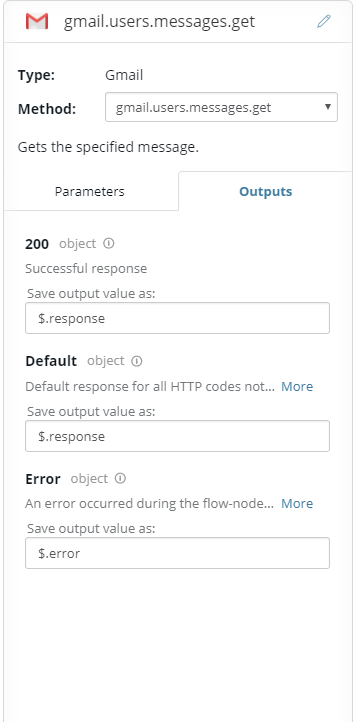 gmail.users.messages.get
Type: Gmail
Method: gmail.users.messages.get
Gets the specified message.
Parameters Outputs
200 object
Successful response
Save output value as:
$.response
Default object
Default response for all HTTP codes not... More
Save output value as:
$.response
Error object
An error occurred during the flow-node... More
Save output value as:
$.error